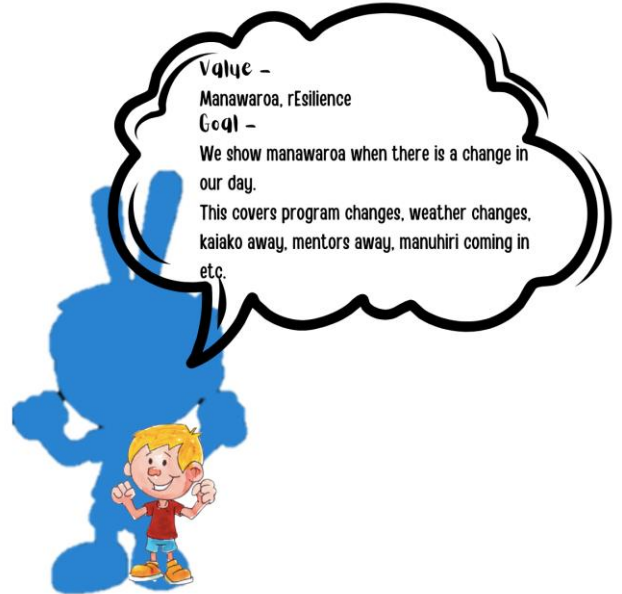 Value -
Manawaroa, rEsilience
Goal -
We show manawaroa when there is a change in
our day.
This covers program changes, weather changes,
kaiako away, mentors away, manuhiri coming in
etc.